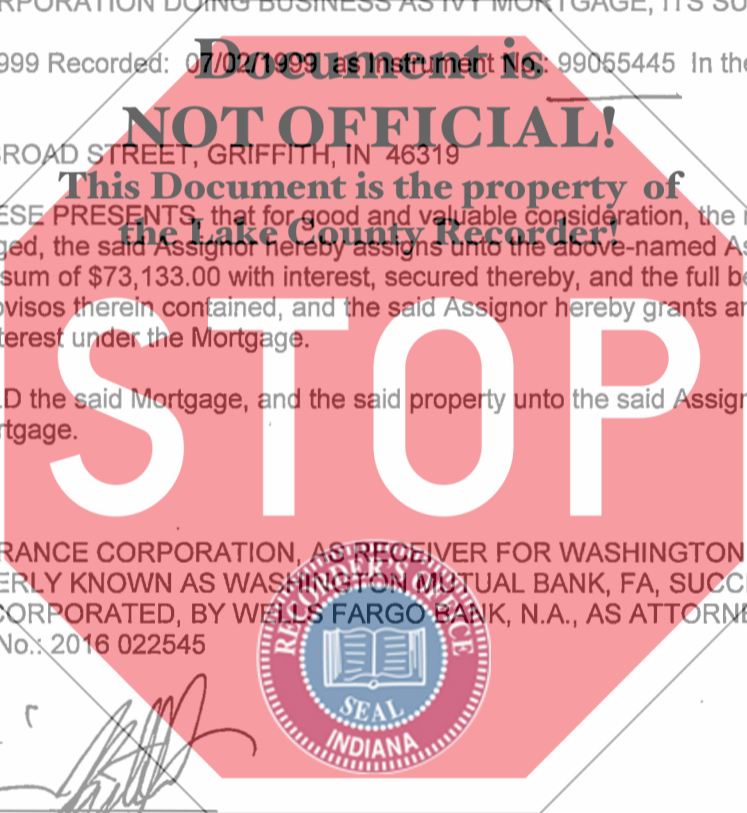 RPORATION DOING BUSINESS AS IVY MORTGAGE, ITS SU
Document is
999 Recorded: 07/02/1999 as Instrument No.: 99055445 In the
NOT OFFICIAL!
BROAD STREET, GRIFFITH, IN 46319
This Document is the property of
ESE PRESENTS, that for good and valuable consideration, the
the Lake County Recorder!
ged, the said Assignor hereby assigns unto the above-named As
sum of $73,133.00 with interest, secured thereby, and the full be
ovisos therein contained, and the said Assignor hereby grants an
terest under the Mortgage.
STOP
LD the said Mortgage, and the said property unto the said Assign
rtgage.
RANCE CORPORATION, AS RECEIVER FOR WASHINGTON
ERLY KNOWN AS WASHINGTON MUTUAL BANK, FA, SUCC
CORPORATED, BY WELLS FARGO BANK, N.A., AS ATTORNE
No.: 2016 022545
RECORDER'S OFFICE
SEAL
INDIANA